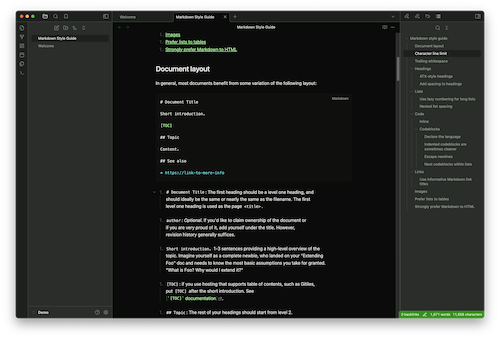 Welcome
Markdown Style Guide
Markdown Style Guide
Markdown Style Guide
Welcome
1. Images
1. Prefer lists to tables
1. Strongly prefer Markdown to HTML
Document layout
In general, most documents benefit from some variation of the following layout:
Markdown
# Document Title
Short introduction.
[TOC]
## Topic
Content.
## See also
* https://link-to-more-info
1. # Document Title: The first heading should be a level one heading, and
should ideally be the same or nearly the same as the filename. The first
level one heading is used as the page <title>.
1. author: Optional. If you'd like to claim ownership of the document or
if you are very proud of it, add yourself under the title. However,
revision history generally suffices.
1. Short introduction. 1-3 sentences providing a high-level overview of the
topic. Imagine yourself as a complete newbie, who landed on your "Extending
Foo" doc and needs to know the most basic assumptions you take for granted.
"What is Foo? Why would I extend it?"
1. [TOC]: if you use hosting that supports table of contents, such as Gitiles,
put [TOC] after the short introduction. See
[`[TOC]` documentation
1. ## Topic: The rest of your headings should start from level 2.
Markdown style guide
Document layout
Character line limit
Trailing whitespace
Headings
ATX-style headings
Add spacing to headings
Lists
Use lazy numbering for long lists
Nested list spacing
Code
Inline
Codeblocks
Declare the language
Indented codeblocks are
sometimes cleaner
Escape newlines
Nest codeblocks within lists
Links
Use informative Markdown link
titles
Images
Prefer lists to tables
Strongly prefer Markdown to HTML
Demo
0 backlinks
1,671 words
11,658 characters